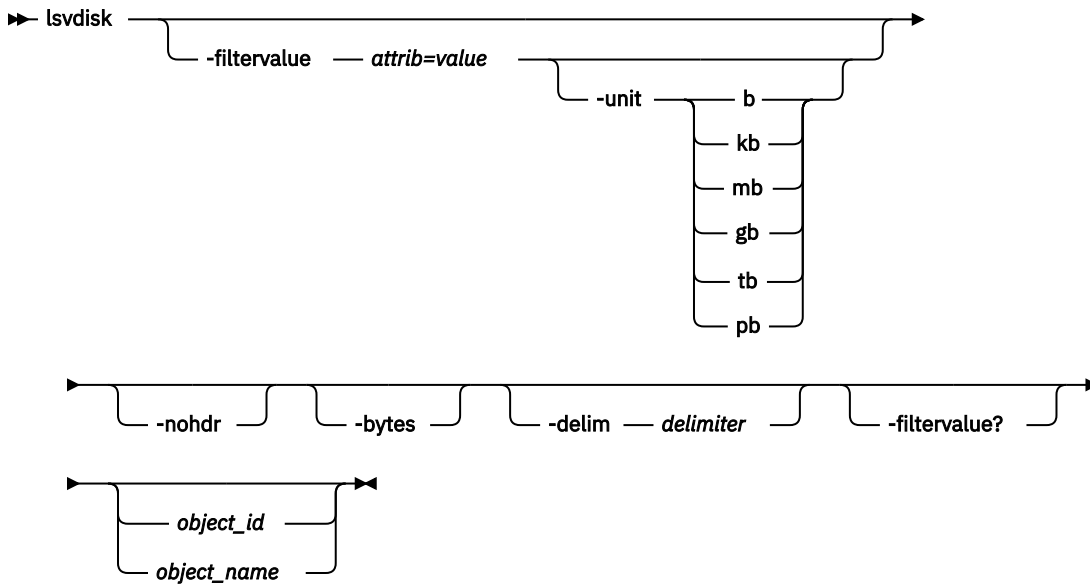 lsvdisk
-filtervalue attrib=value
-unit b
kb
mb
gb
tb
pb
-nohdr -bytes -delim delimiter -filtervalue?
object_id
object_name